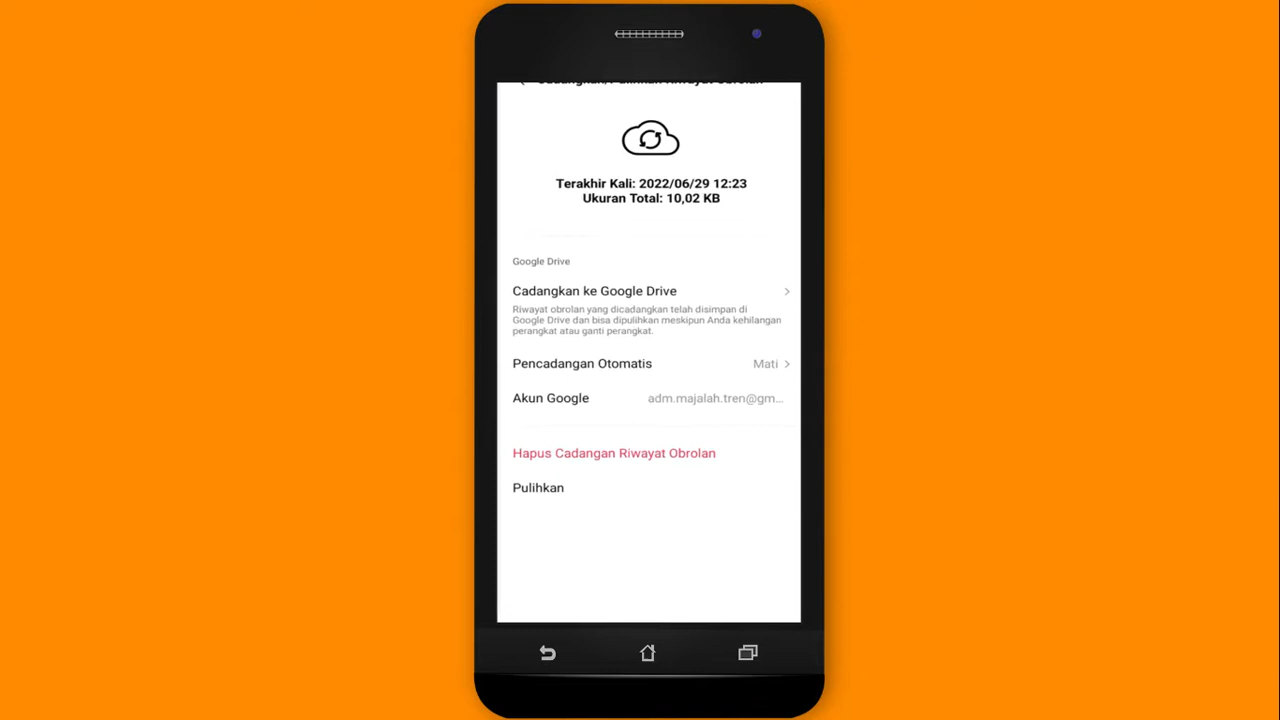 Cadangkan/Pulihkan Riwayat Obrolan
Terakhir Kali: 2022/06/29 12:23
Ukuran Total: 10,02 KB
Google Drive
Cadangkan ke Google Drive
Riwayat obrolan yang dicadangkan telah disimpan di
Google Drive dan bisa dipulihkan meskipun Anda kehilangan
perangkat atau ganti perangkat.
Pencadangan Otomatis Mati
Akun Google adm.majalah.tren@gm...
Hapus Cadangan Riwayat Obrolan
Pulihkan